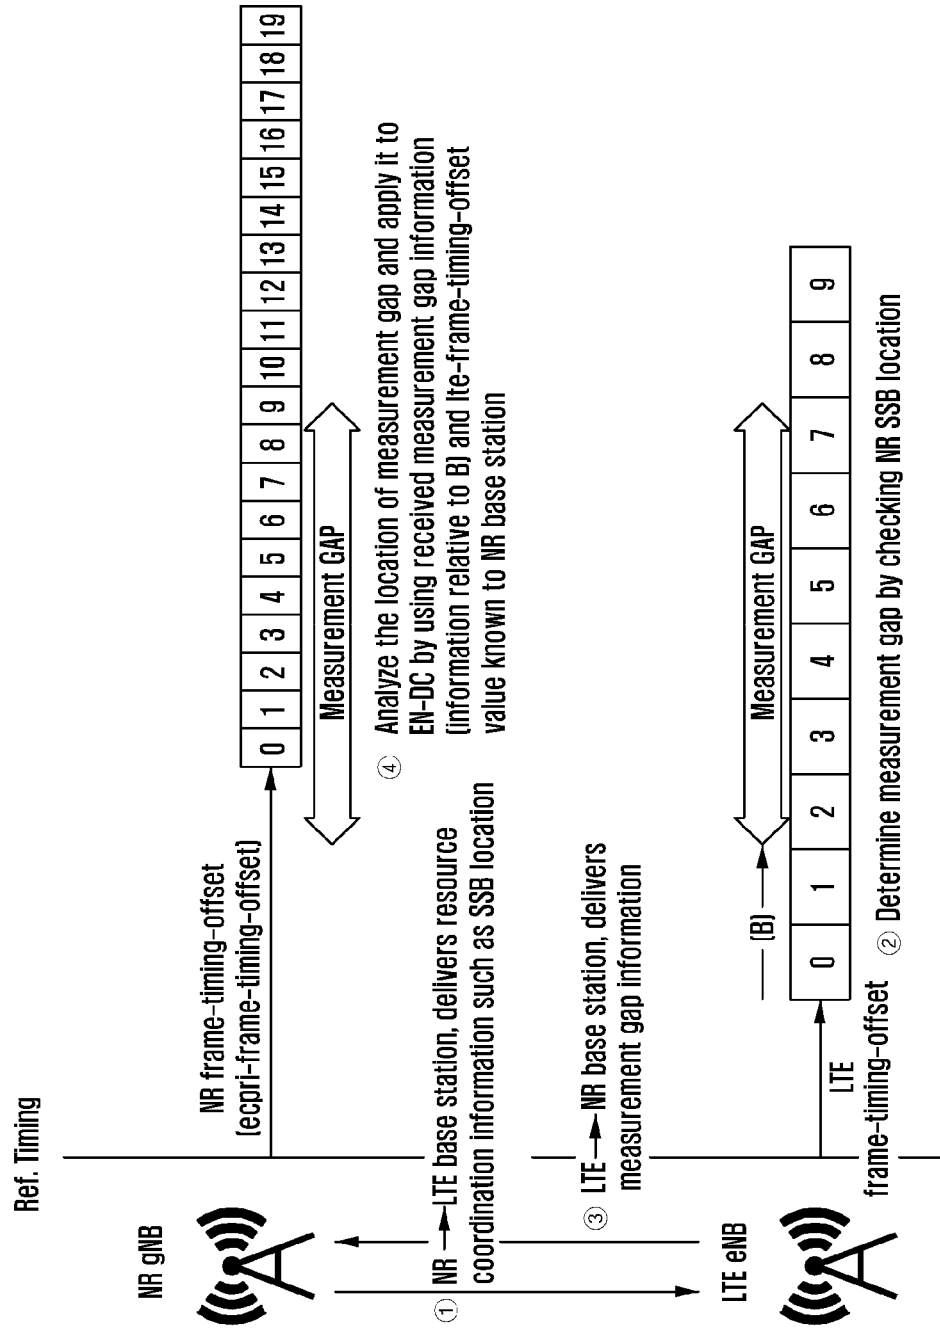 Ref. Timing
NR gNB
NR frame-timing-offset
(ecpri-frame-timing-offset)
0 1 2 3 4 5 6 7 8 9 10 11 12 13 14 15 16 17 18 19
Measurement GAP
④ Analyze the location of measurement gap and apply it to
EN-DC by using received measurement gap information
(information relative to B) and lte-frame-timing-offset
value known to NR base station
① NR → LTE base station, delivers resource
coordination information such as SSB location
③ LTE → NR base station, delivers
measurement gap information
LTE eNB
LTE
frame-timing-offset
(B)
Measurement GAP
0 1 2 3 4 5 6 7 8 9
② Determine measurement gap by checking NR SSB location